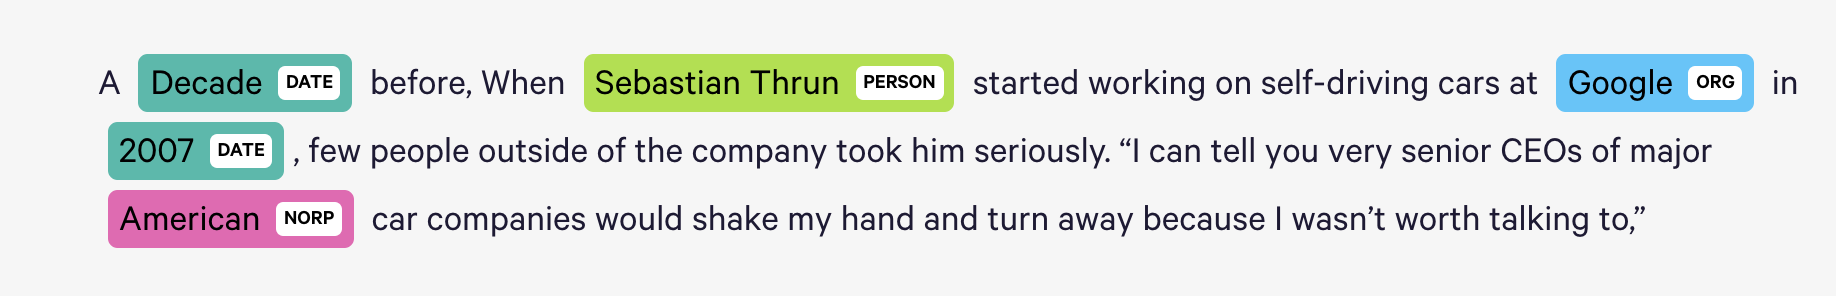 A Decade DATE before, When Sebastian Thrun PERSON started working on self-driving cars at Google ORG in
2007 DATE , few people outside of the company took him seriously. “I can tell you very senior CEOs of major
American NORP car companies would shake my hand and turn away because I wasn’t worth talking to,”